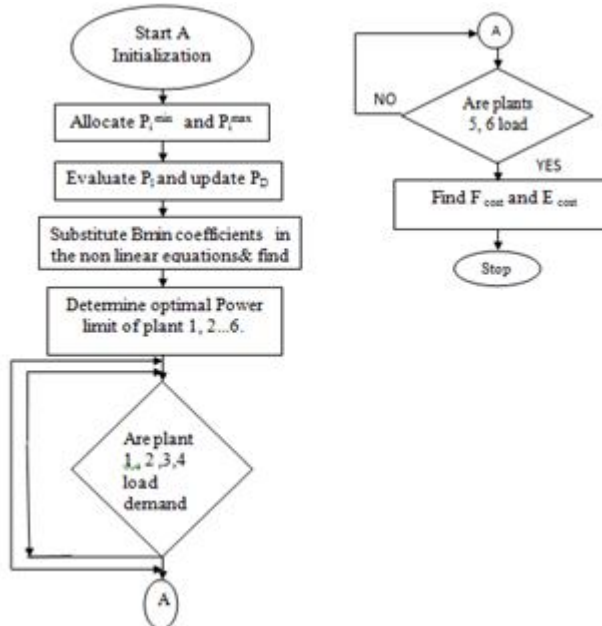 Start A
Initialization
Allocate Pᵢᵐⁱⁿ and Pᵢᵐᵃˣ
Evaluate Pᵢ and update P_D
Substitute Bmin coefficients in
the non linear equations& find
Determine optimal Power
limit of plant 1, 2...6.
Are plant
1, 2 ,3,4
load
demand
A
A
NO
Are plants
5, 6 load
YES
Find F cost and E cost
Stop